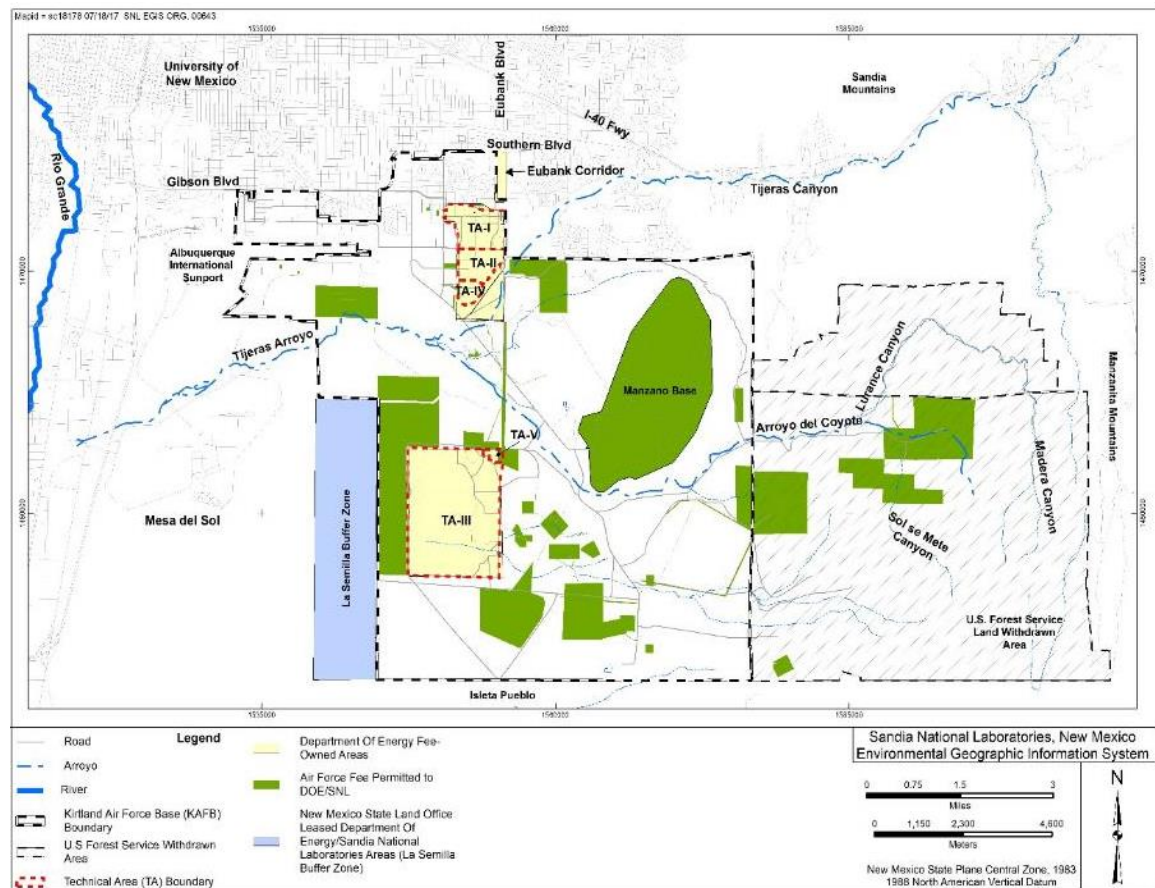 Mapid = sc18178 07/18/17 SNL EGIS ORG. 00643
1535000
1560000
1585000
University of
New Mexico
Eubank Blvd
Sandia
Mountains
I-40 Fwy
Southern Blvd
Eubank Corridor
Rio Grande
Gibson Blvd
Tijeras Canyon
TA-I
Albuquerque
International
Sunport
TA-II
1470000
1470000
TA-IV
Tijeras Arroyo
Lurance Canyon
Manzano Base
Manzanita Mountains
Arroyo del Coyote
TA-V
Madera Canyon
La Semilla Buffer Zone
Mesa del Sol
TA-III
Sol se Mete
Canyon
U.S. Forest Service
Land Withdrawn
Area
Isleta Pueblo
1535000
1560000
1585000
Legend
Road
Arroyo
River
Kirtland Air Force Base (KAFB)
Boundary
U.S Forest Service Withdrawn
Area
Technical Area (TA) Boundary
Department Of Energy Fee-
Owned Areas
Air Force Fee Permitted to
DOE/SNL
New Mexico State Land Office
Leased Department Of
Energy/Sandia National
Laboratories Areas (La Semilla
Buffer Zone)
Sandia National Laboratories, New Mexico
Environmental Geographic Information System
0 0.75 1.5 3
Miles
0 1,150 2,300 4,600
Meters
N
New Mexico State Plane Central Zone, 1983
1988 North American Vertical Datum